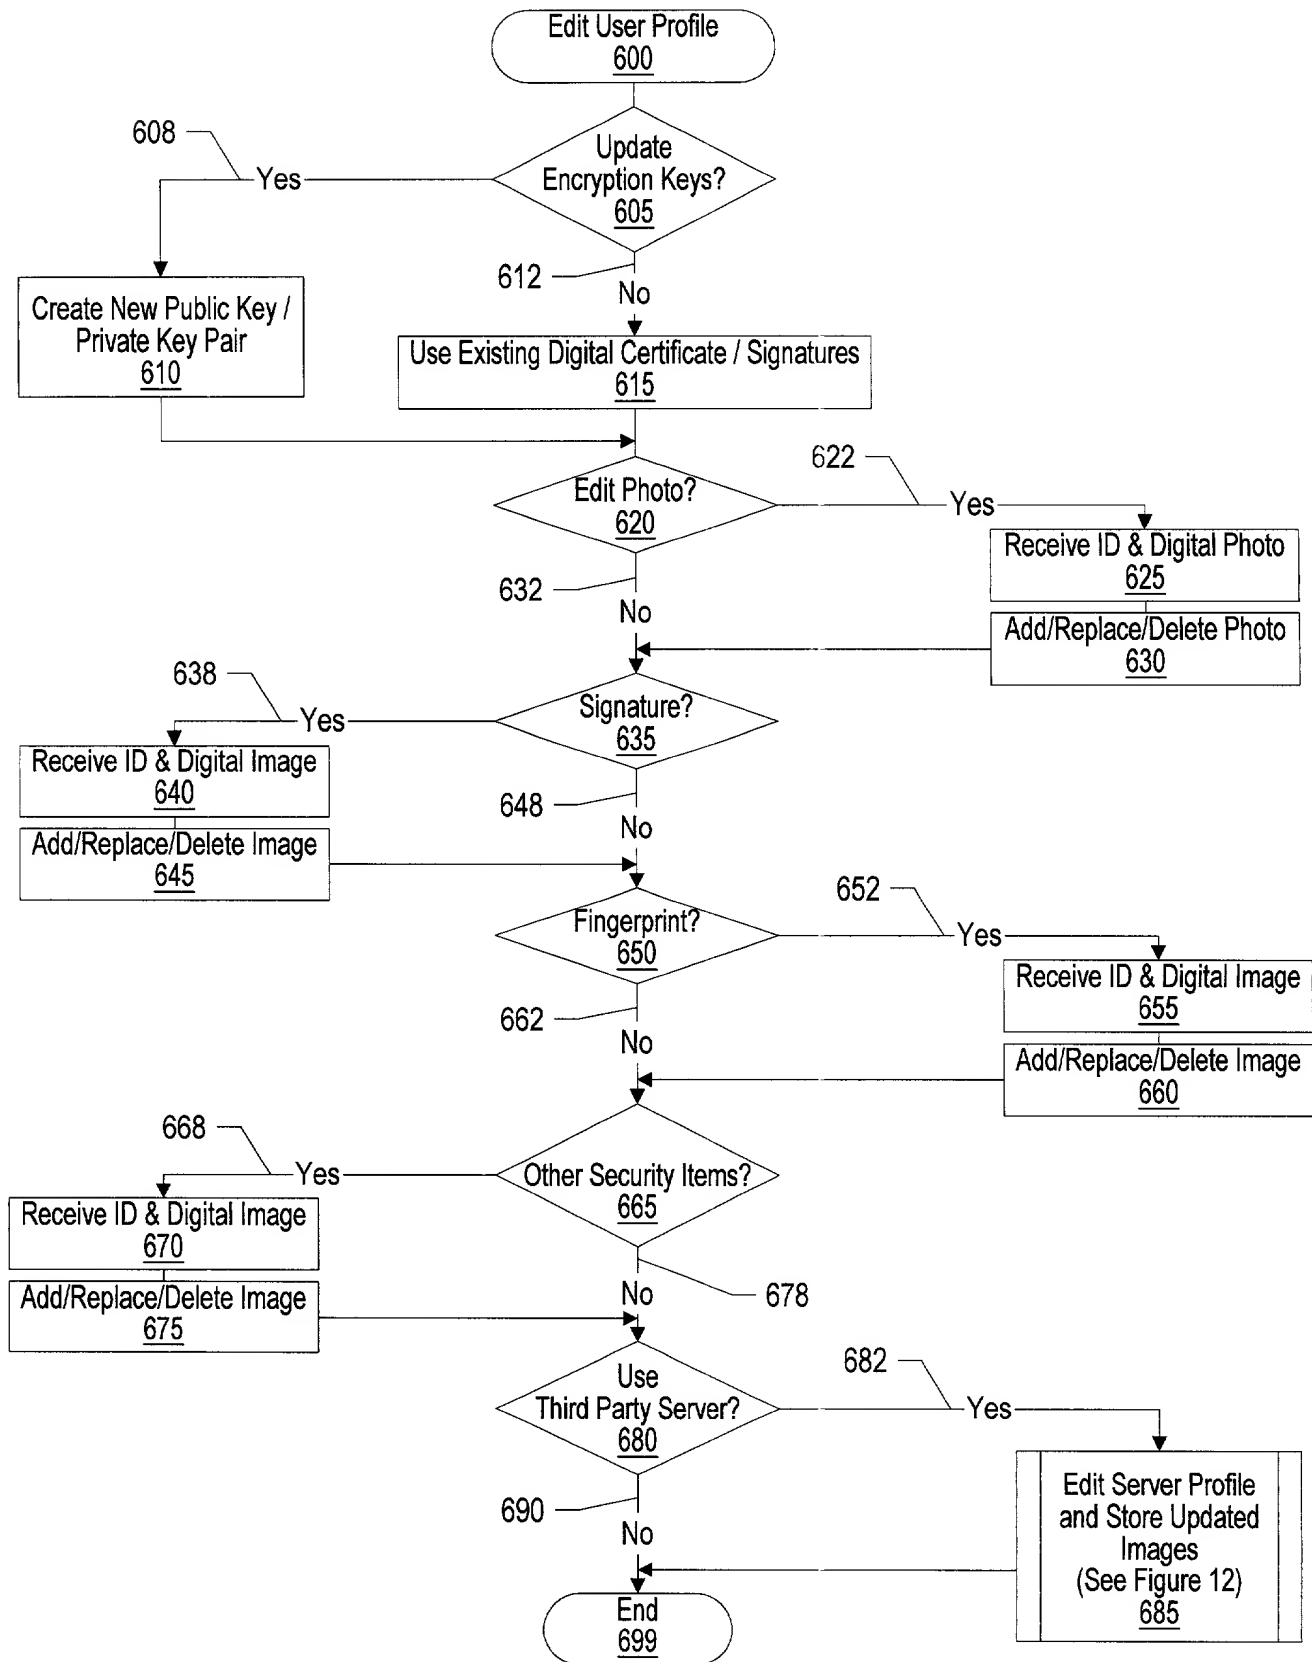 Edit User Profile
600
608
Yes
Update
Encryption Keys?
605
612
No
Create New Public Key /
Private Key Pair
610
Use Existing Digital Certificate / Signatures
615
622
Edit Photo?
620
Yes
Receive ID & Digital Photo
625
632
No
Add/Replace/Delete Photo
630
638
Yes
Signature?
635
Receive ID & Digital Image
640
648
No
Add/Replace/Delete Image
645
652
Fingerprint?
650
Yes
Receive ID & Digital Image
655
662
No
Add/Replace/Delete Image
660
668
Yes
Other Security Items?
665
Receive ID & Digital Image
670
678
No
Add/Replace/Delete Image
675
682
Use
Third Party Server?
680
Yes
690
No
Edit Server Profile
and Store Updated
Images
(See Figure 12)
685
End
699